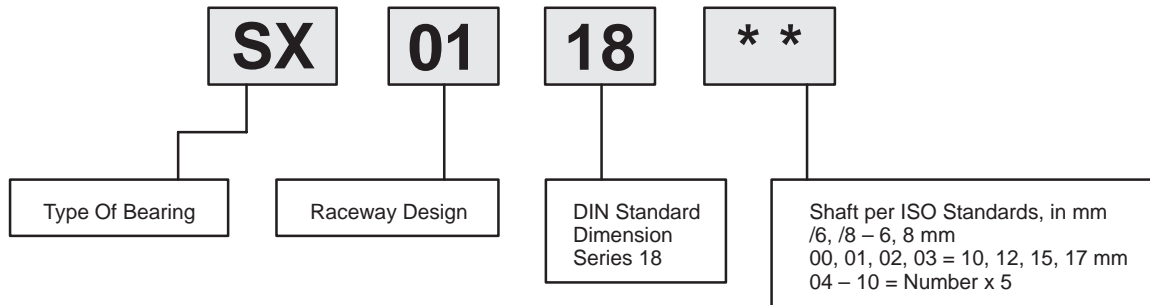 SX 01 18 * *
Type Of Bearing
Raceway Design
DIN Standard
Dimension
Series 18
Shaft per ISO Standards, in mm
/6, /8 – 6, 8 mm
00, 01, 02, 03 = 10, 12, 15, 17 mm
04 – 10 = Number x 5